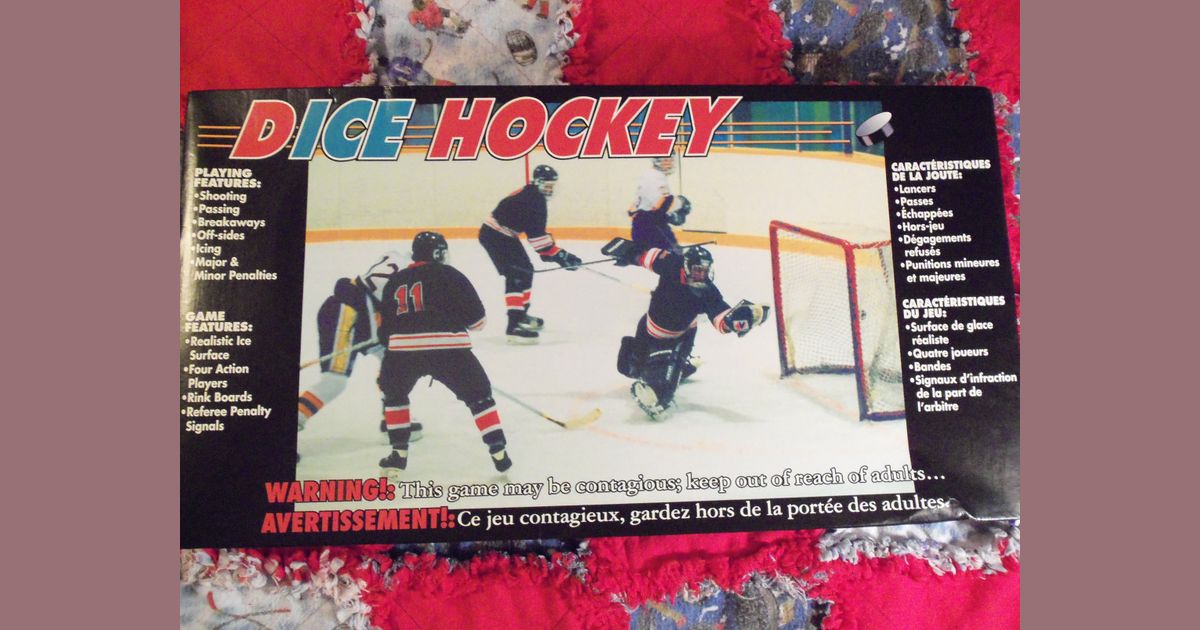 DICE HOCKEY
PLAYING
FEATURES:
•Shooting
•Passing
•Breakaways
•Off-sides
•Icing
•Major &
Minor Penalties
GAME
FEATURES:
•Realistic Ice
Surface
•Four Action
Players
•Rink Boards
•Referee Penalty
Signals
11
CARACTÉRISTIQUES
DE LA JOUTE:
•Lancers
•Passes
•Échappées
•Hors-jeu
•Dégagements
refusés
•Punitions mineures
et majeures
CARACTÉRISTIQUES
DU JEU:
•Surface de glace
réaliste
•Quatre joueurs
•Bandes
•Signaux d'infraction
de la part de
l'arbitre
WARNING!: This game may be contagious; keep out of reach of adults...
AVERTISSEMENT!: Ce jeu contagieux, gardez hors de la portée des adultes.